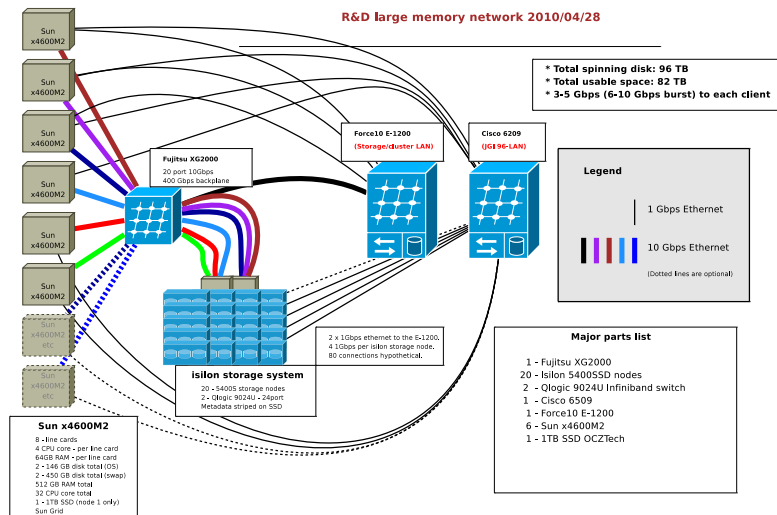 R&D large memory network 2010/04/28
Sun
x4600M2
Sun
x4600M2
Sun
x4600M2
Sun
x4600M2
Sun
x4600M2
Sun
x4600M2
Sun
x4600M2
etc
Sun
x4600M2
etc
* Total spinning disk: 96 TB
* Total usable space: 82 TB
* 3-5 Gbps (6-10 Gbps burst) to each client
Fujitsu XG2000
20 port 10Gbps
400 Gbps backplane
Force10 E-1200
(Storage/cluster LAN)
Cisco 6209
(JGI 96-LAN)
Legend
1 Gbps Ethernet
10 Gbps Ethernet
(Dotted lines are optional)
2 x 1Gbps ethernet to the E-1200.
4 1Gbps per isilon storage node.
80 connections hypothetical.
isilon storage system
20 - 5400S storage nodes
2 - Qlogic 9024U - 24port
Metadata striped on SSD
Major parts list
1 - Fujitsu XG2000
20 - Isilon 5400SSD nodes
2 - Qlogic 9024U Infiniband switch
1 - Cisco 6509
1 - Force10 E-1200
6 - Sun x4600M2
1 - 1TB SSD OCZTech
Sun x4600M2
8 - line cards
4 CPU core - per line card
64GB RAM - per line card
2 - 146 GB disk total (OS)
2 - 450 GB disk total (swap)
512 GB RAM total
32 CPU core total
1 - 1TB SSD (node 1 only)
Sun Grid